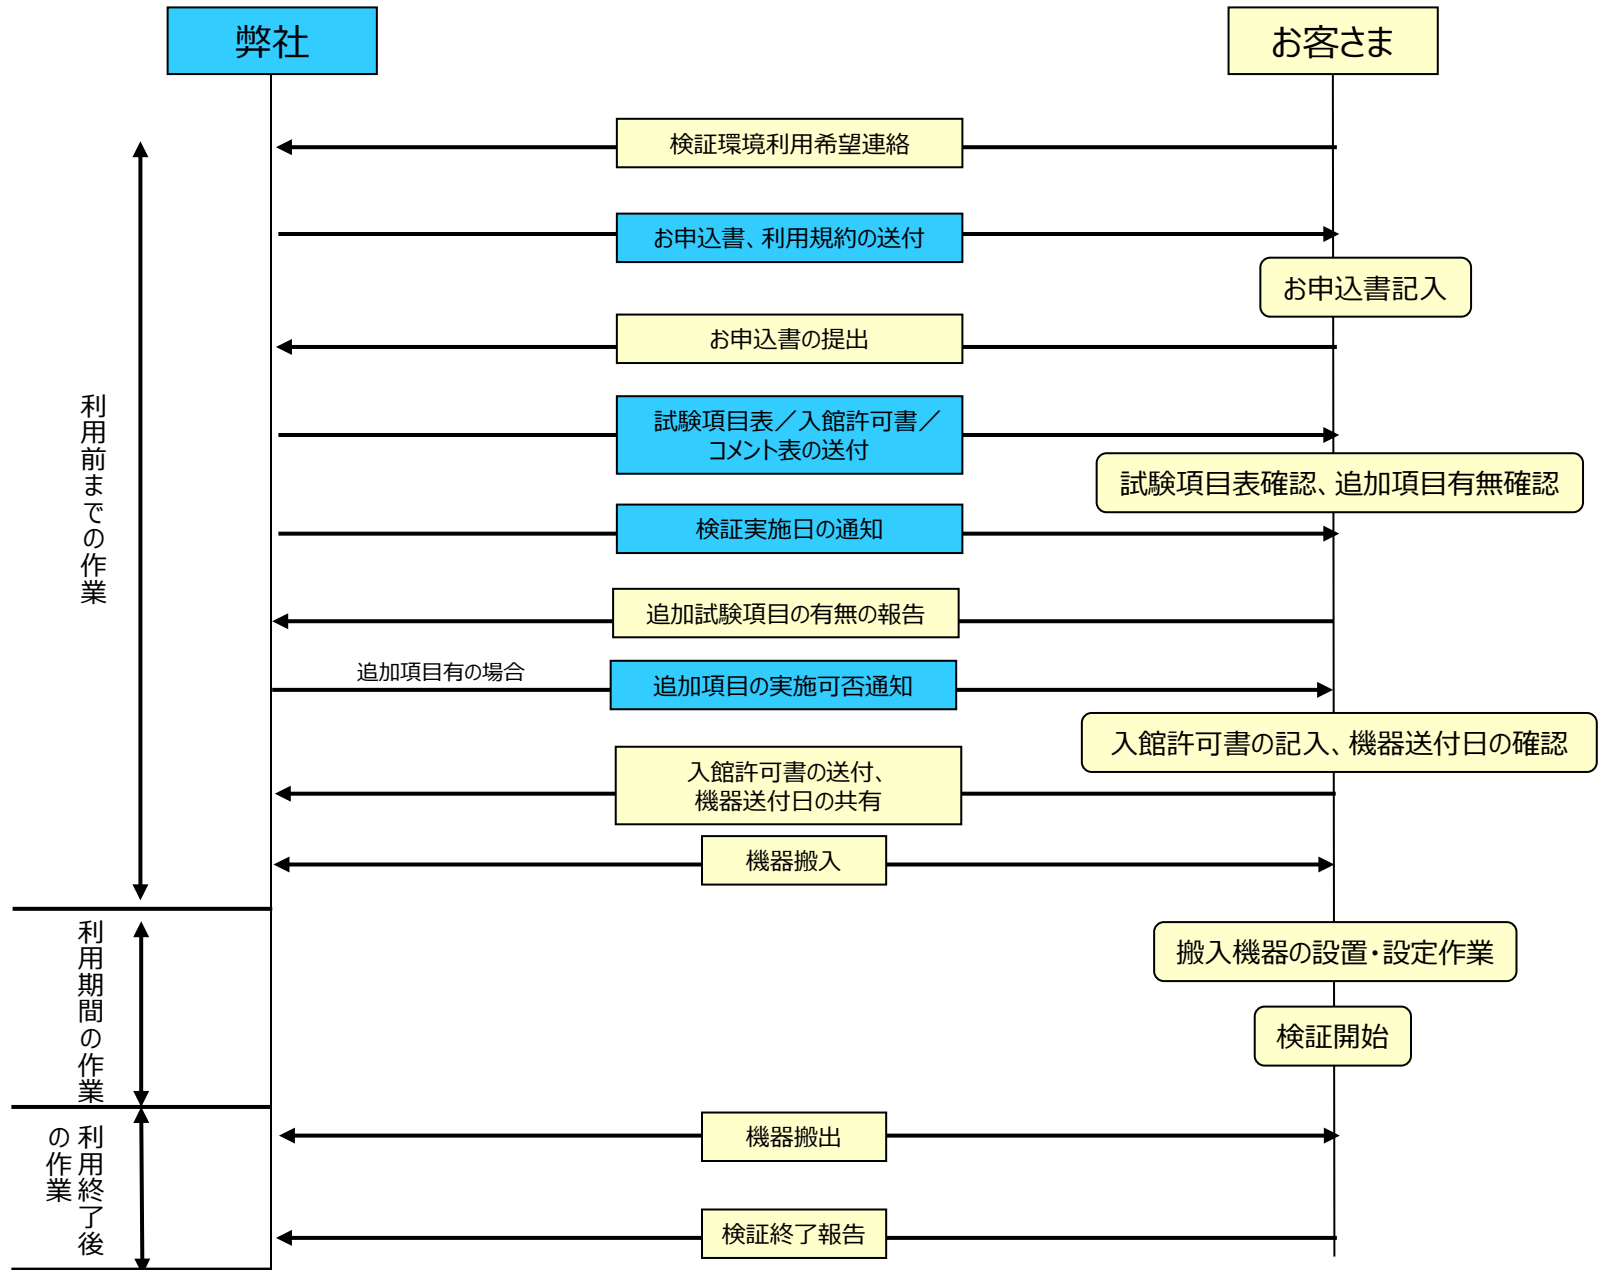 弊社
お客さま
検証環境利用希望連絡
お申込書、利用規約の送付
お申込書記入
お申込書の提出
試験項目表／入館許可書／
コメント表の送付
試験項目表確認、追加項目有無確認
検証実施日の通知
追加試験項目の有無の報告
追加項目有の場合
追加項目の実施可否通知
入館許可書の記入、機器送付日の確認
入館許可書の送付、
機器送付日の共有
機器搬入
利用前までの作業
搬入機器の設置・設定作業
検証開始
利用期間の作業
機器搬出
検証終了報告
利用終了後
の作業